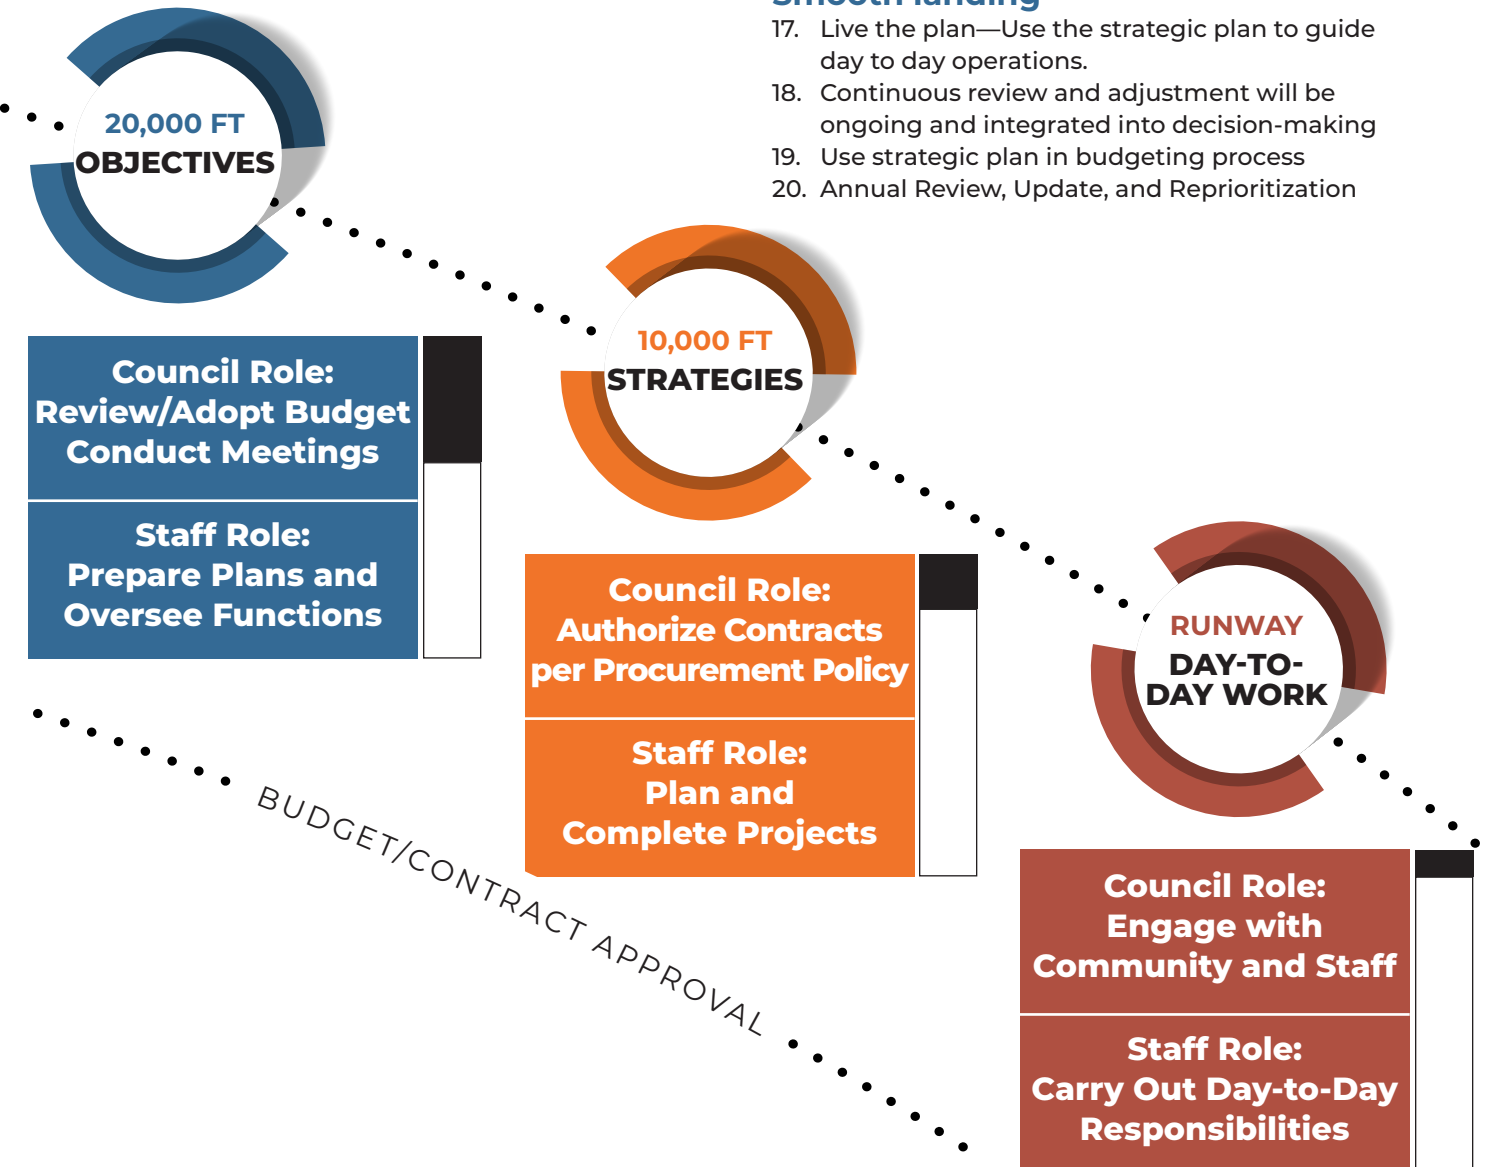 Smooth landing
17. Live the plan—Use the strategic plan to guide
day to day operations.
18. Continuous review and adjustment will be
ongoing and integrated into decision-making
19. Use strategic plan in budgeting process
20. Annual Review, Update, and Reprioritization
20,000 FT
OBJECTIVES
Council Role:
Review/Adopt Budget
Conduct Meetings
Staff Role:
Prepare Plans and
Oversee Functions
10,000 FT
STRATEGIES
Council Role:
Authorize Contracts
per Procurement Policy
Staff Role:
Plan and
Complete Projects
RUNWAY
DAY-TO-
DAY WORK
Council Role:
Engage with
Community and Staff
Staff Role:
Carry Out Day-to-Day
Responsibilities
BUDGET/CONTRACT APPROVAL